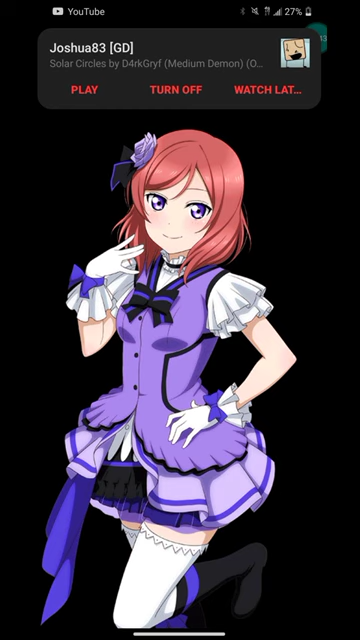 YouTube 27%
Joshua83 [GD]
Solar Circles by D4rkGryf (Medium Demon) (O...
PLAY TURN OFF WATCH LAT...